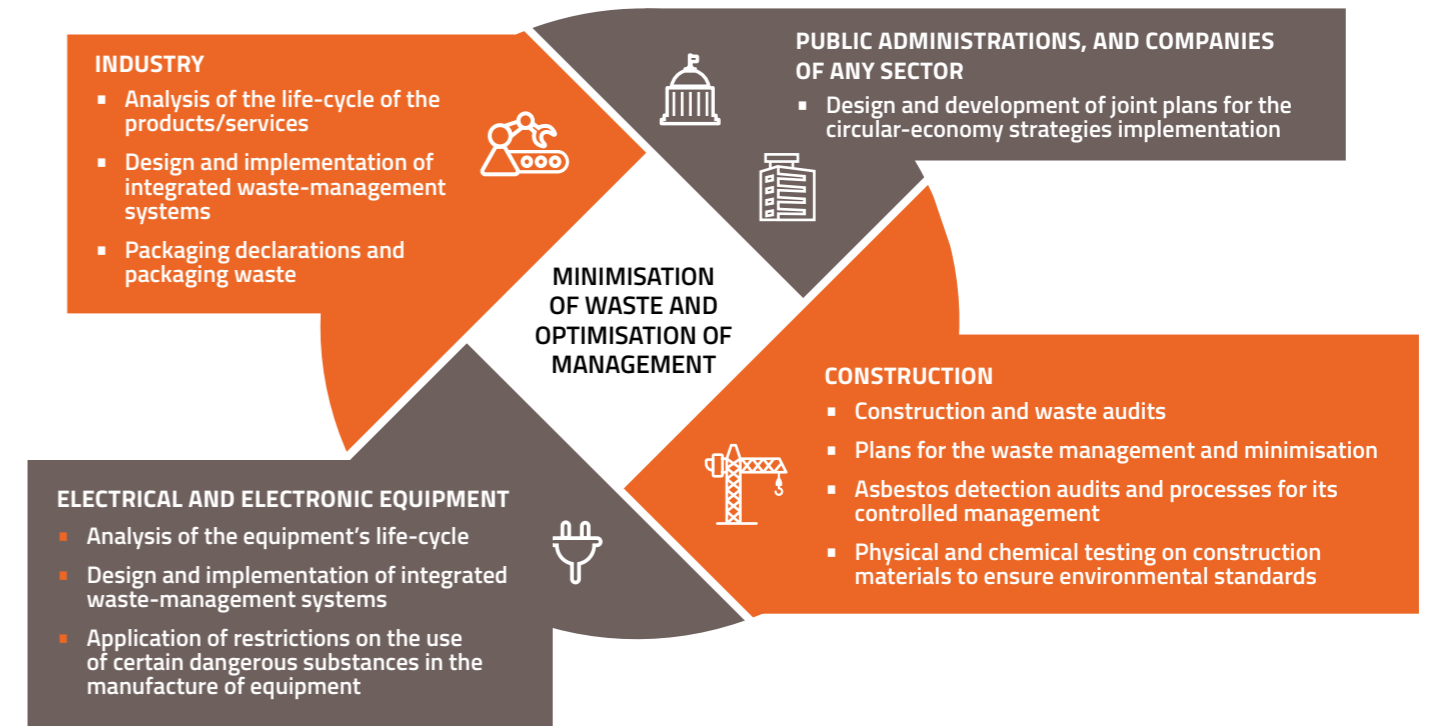 INDUSTRY
▪ Analysis of the life-cycle of the
products/services
▪ Design and implementation of
integrated waste-management
systems
▪ Packaging declarations and
packaging waste
PUBLIC ADMINISTRATIONS, AND COMPANIES
OF ANY SECTOR
▪ Design and development of joint plans for the
circular-economy strategies implementation
MINIMISATION
OF WASTE AND
OPTIMISATION OF
MANAGEMENT
CONSTRUCTION
▪ Construction and waste audits
▪ Plans for the waste management and minimisation
▪ Asbestos detection audits and processes for its
controlled management
▪ Physical and chemical testing on construction
materials to ensure environmental standards
ELECTRICAL AND ELECTRONIC EQUIPMENT
▪ Analysis of the equipment’s life-cycle
▪ Design and implementation of integrated
waste-management systems
▪ Application of restrictions on the use
of certain dangerous substances in the
manufacture of equipment